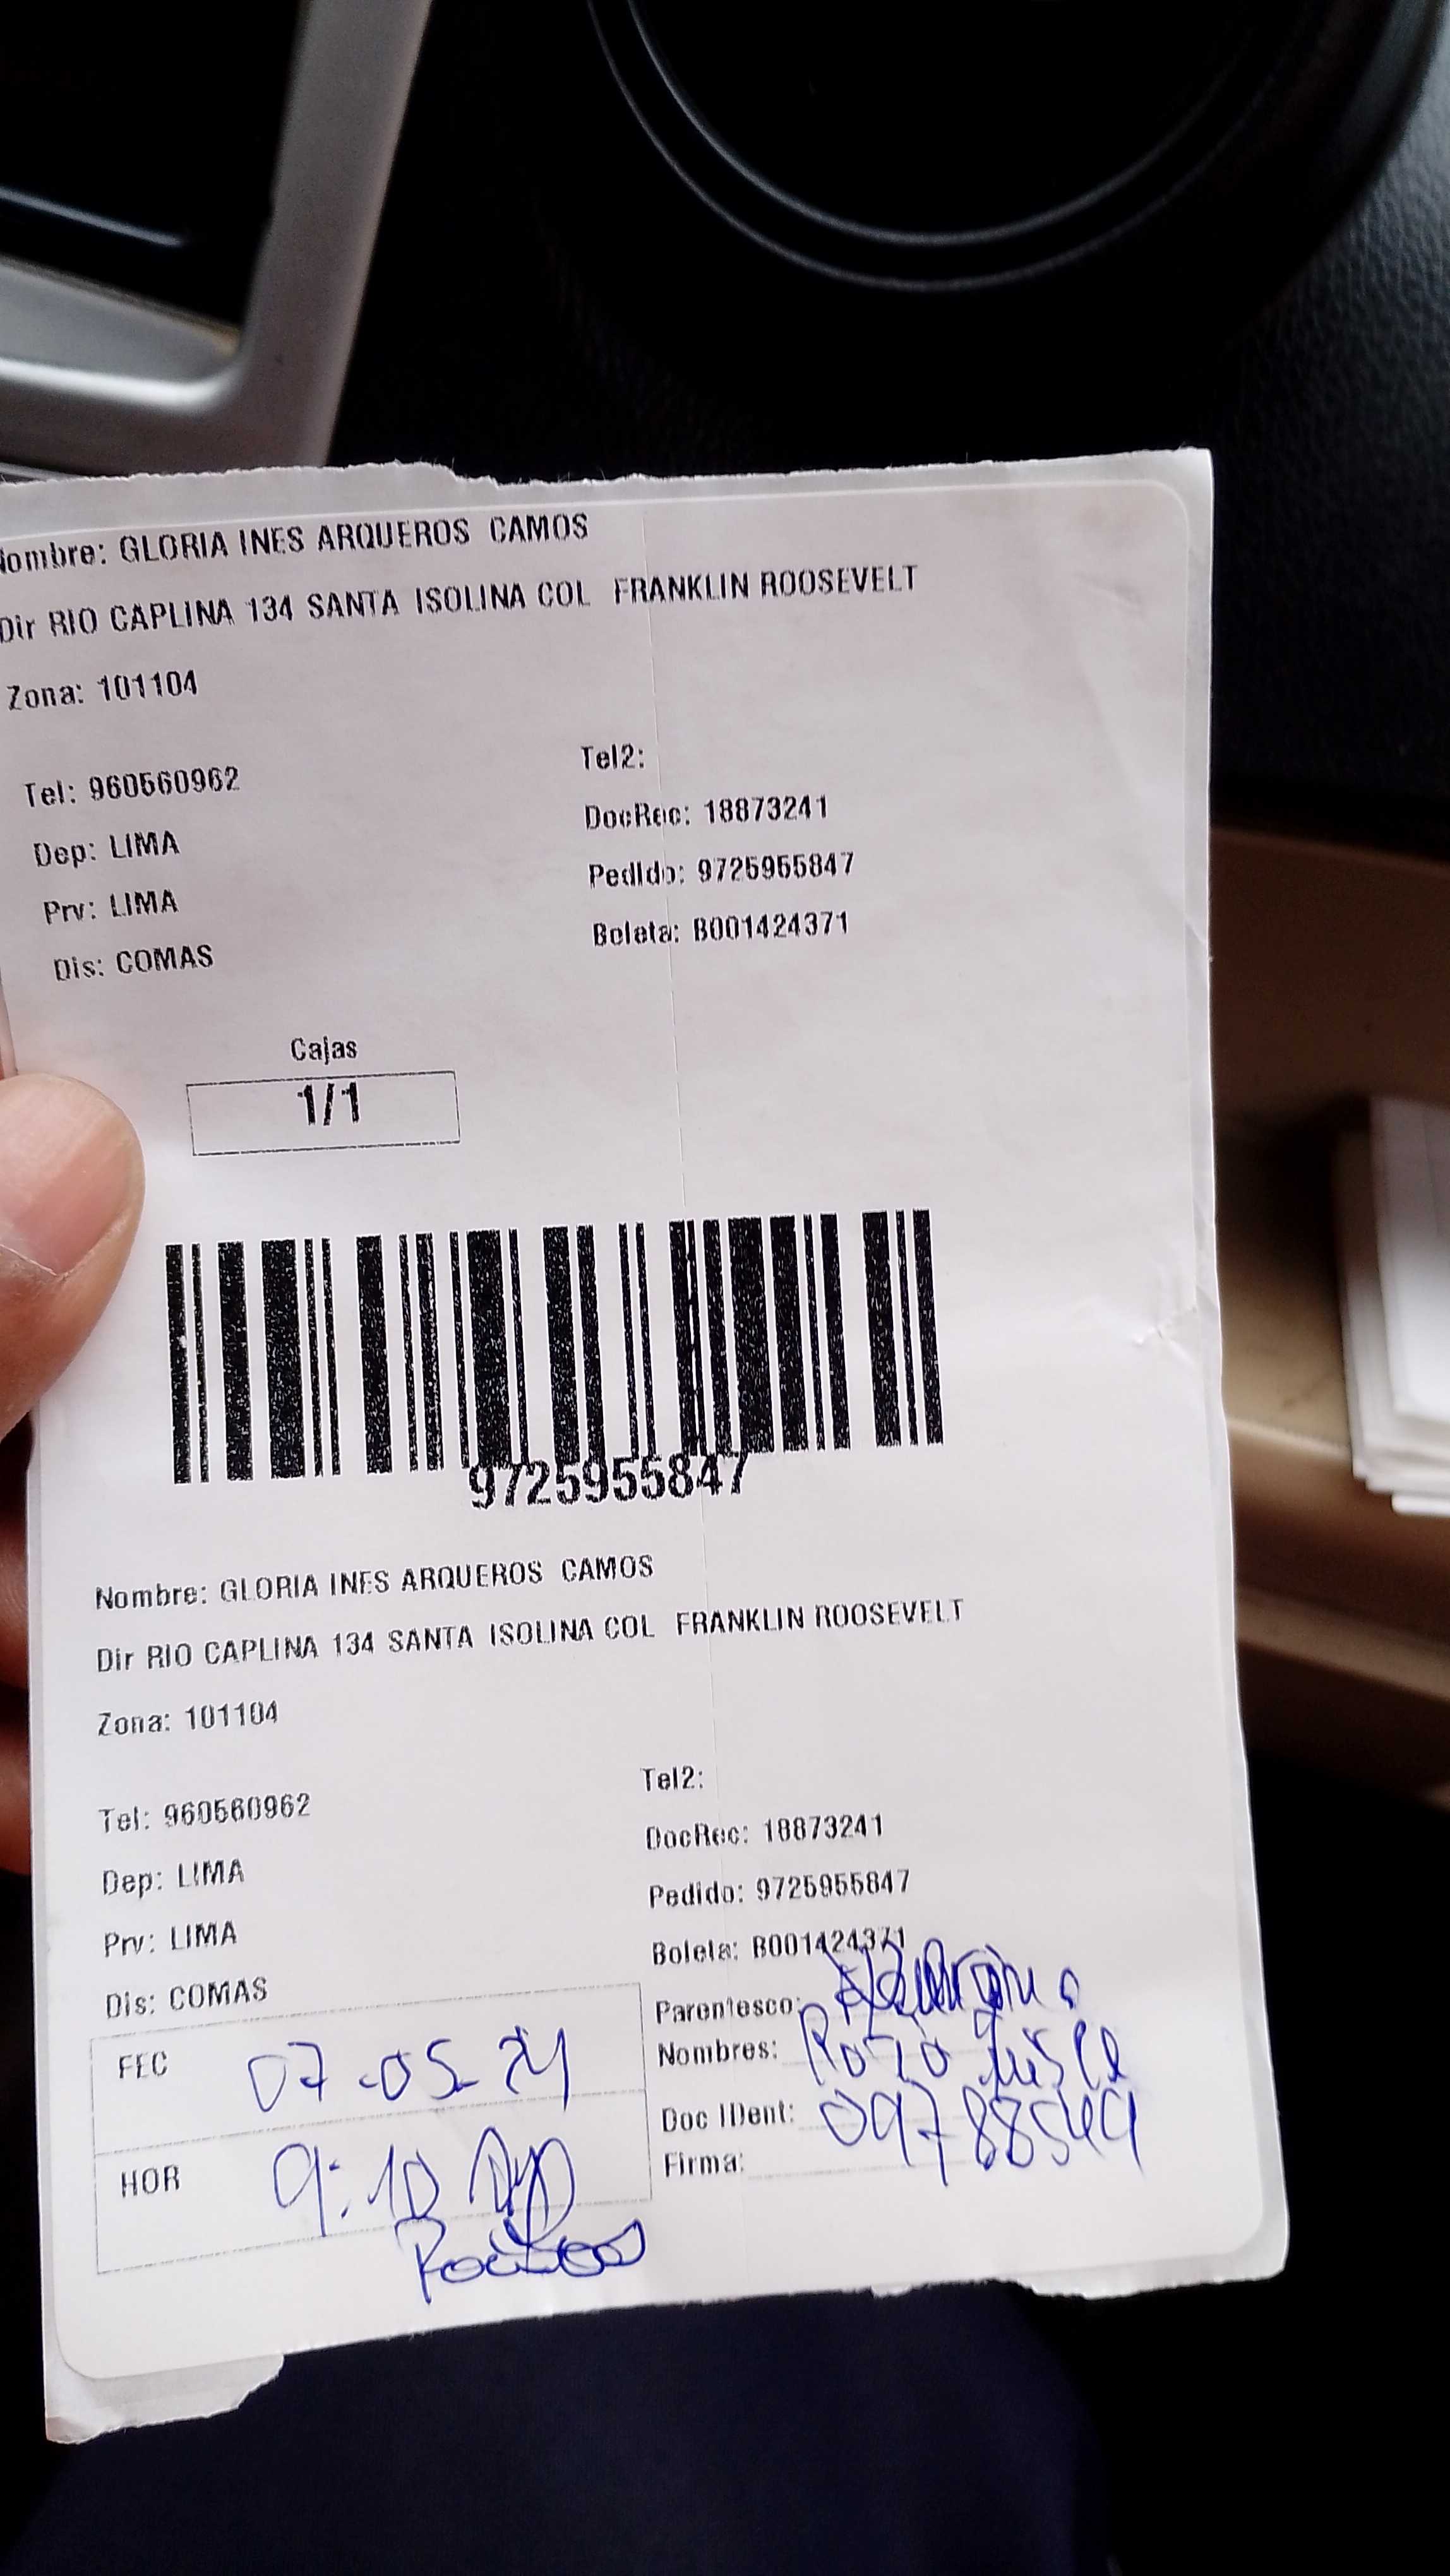 Nombre: GLORIA INES ARQUEROS CAMOS
Dir RIO CAPLINA 134 SANTA ISOLINA COL FRANKLIN ROOSEVELT
Zona: 101104
Tel: 960560962
Tel2:
Dep: LIMA
DocRec: 18873241
Prv: LIMA
Pedido: 9725955847
Dis: COMAS
Boleta: B001424371
Cajas
1/1
9725955847
Nombre: GLORIA INES ARQUEROS CAMOS
Dir RIO CAPLINA 134 SANTA ISOLINA COL FRANKLIN ROOSEVELT
Zona: 101104
Tel: 960560962
Tel2:
Dep: LIMA
DocRec: 18873241
Prv: LIMA
Pedido: 9725955847
Dis: COMAS
Boleta: B001424371
Parentesco:
FEC 07-05-24
Nombres:
Doc IDent: 09788549
HOR 9:10
Firma: